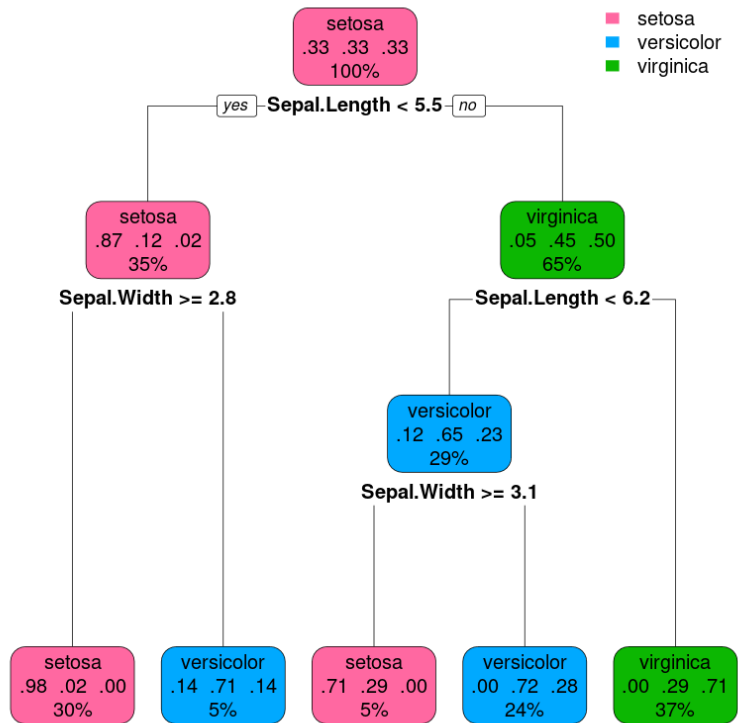 setosa
.33 .33 .33
100%
setosa
versicolor
virginica
yes Sepal.Length < 5.5 no
setosa
.87 .12 .02
35%
virginica
.05 .45 .50
65%
Sepal.Width >= 2.8
Sepal.Length < 6.2
versicolor
.12 .65 .23
29%
Sepal.Width >= 3.1
setosa
.98 .02 .00
30%
versicolor
.14 .71 .14
5%
setosa
.71 .29 .00
5%
versicolor
.00 .72 .28
24%
virginica
.00 .29 .71
37%